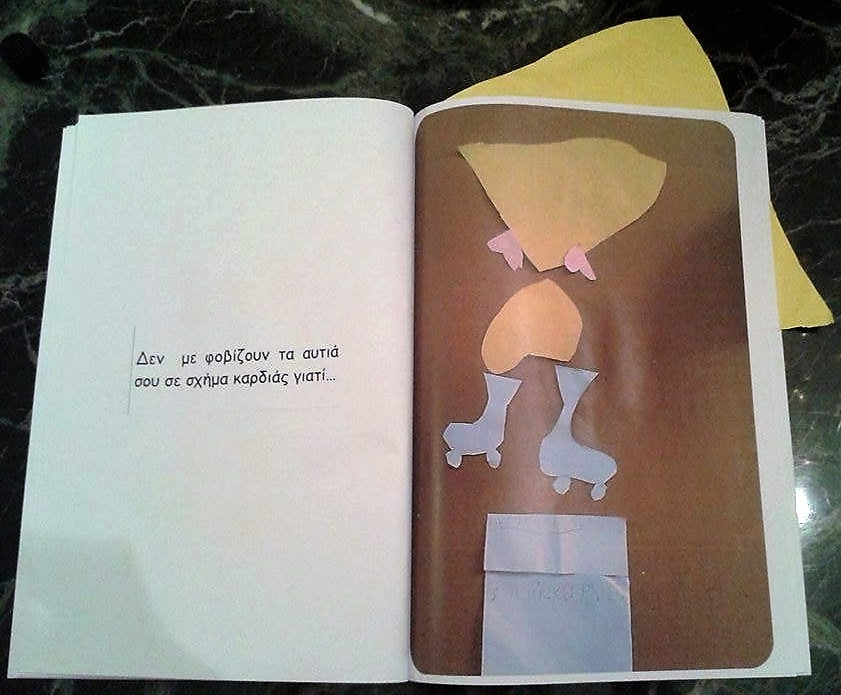 Δεν με φοβίζουν τα αυτιά
σου σε σχήμα καρδιάς γιατί...